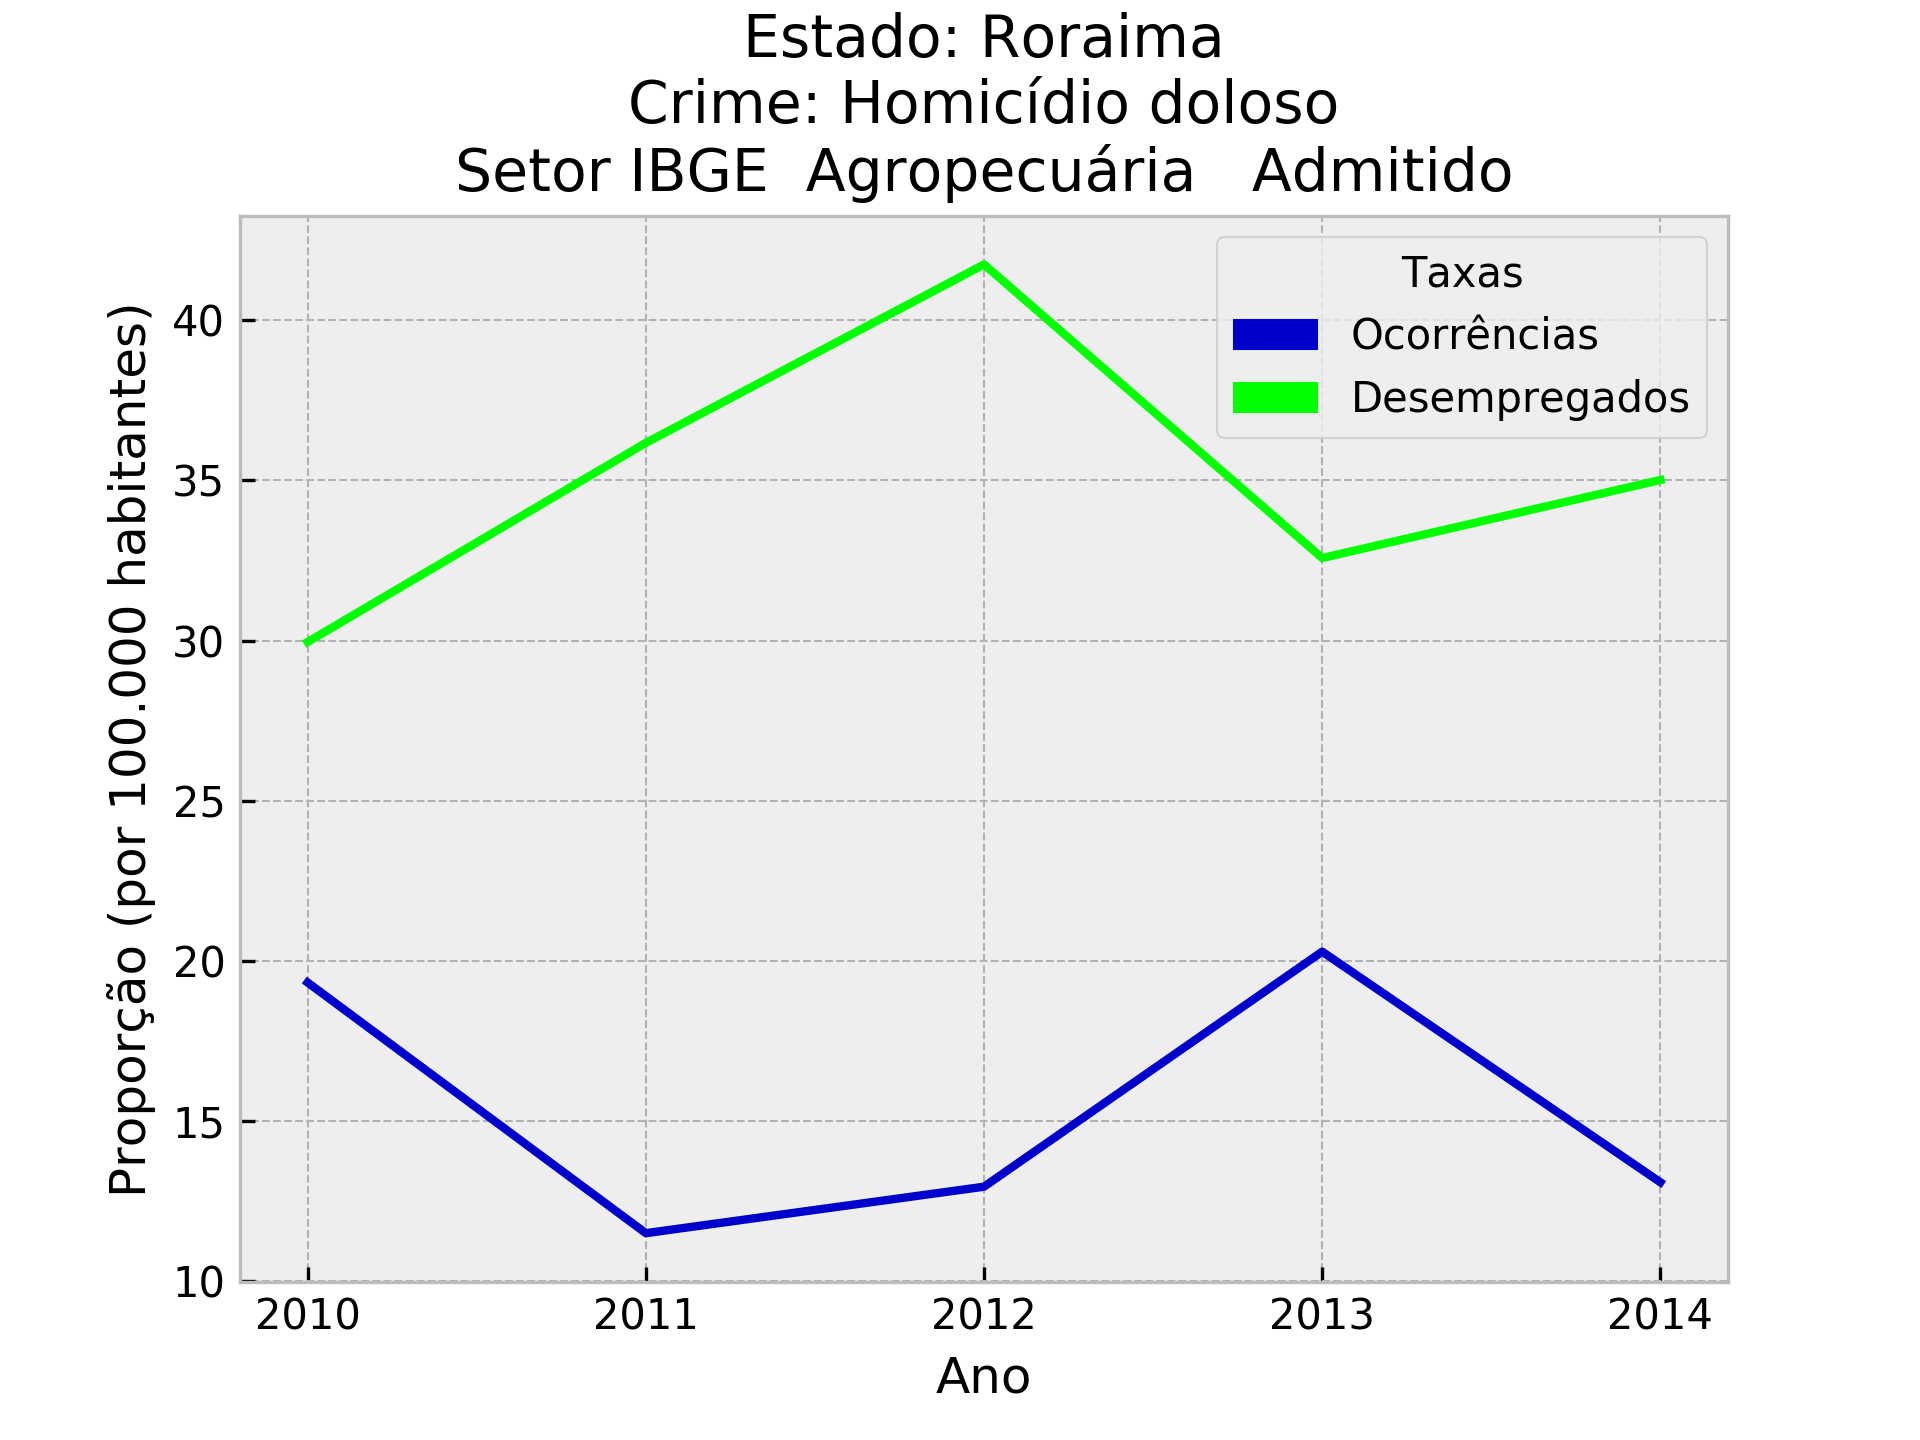 Estado: Roraima
Crime: Homicídio doloso
Setor IBGE  Agropecuária   Admitido
Taxas
Ocorrências
Desempregados
Proporção (por 100.000 habitantes)
40
35
30
25
20
15
10
2010 2011 2012 2013 2014
Ano